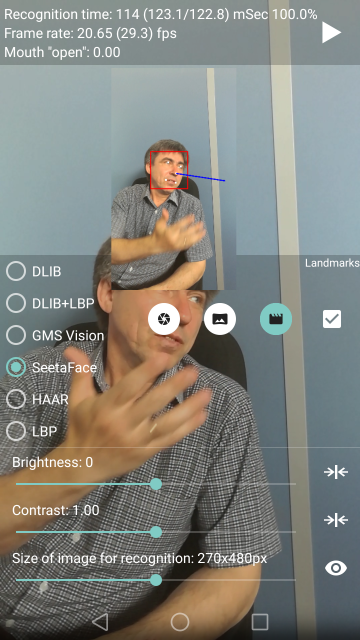 Recognition time: 114 (123.1/122.8) mSec 100.0%
Frame rate: 20.65 (29.3) fps
Mouth "open": 0.00
Landmarks
DLIB
DLIB+LBP
GMS Vision
SeetaFace
HAAR
LBP
Brightness: 0
Contrast: 1,00
Size of image for recognition: 270x480px